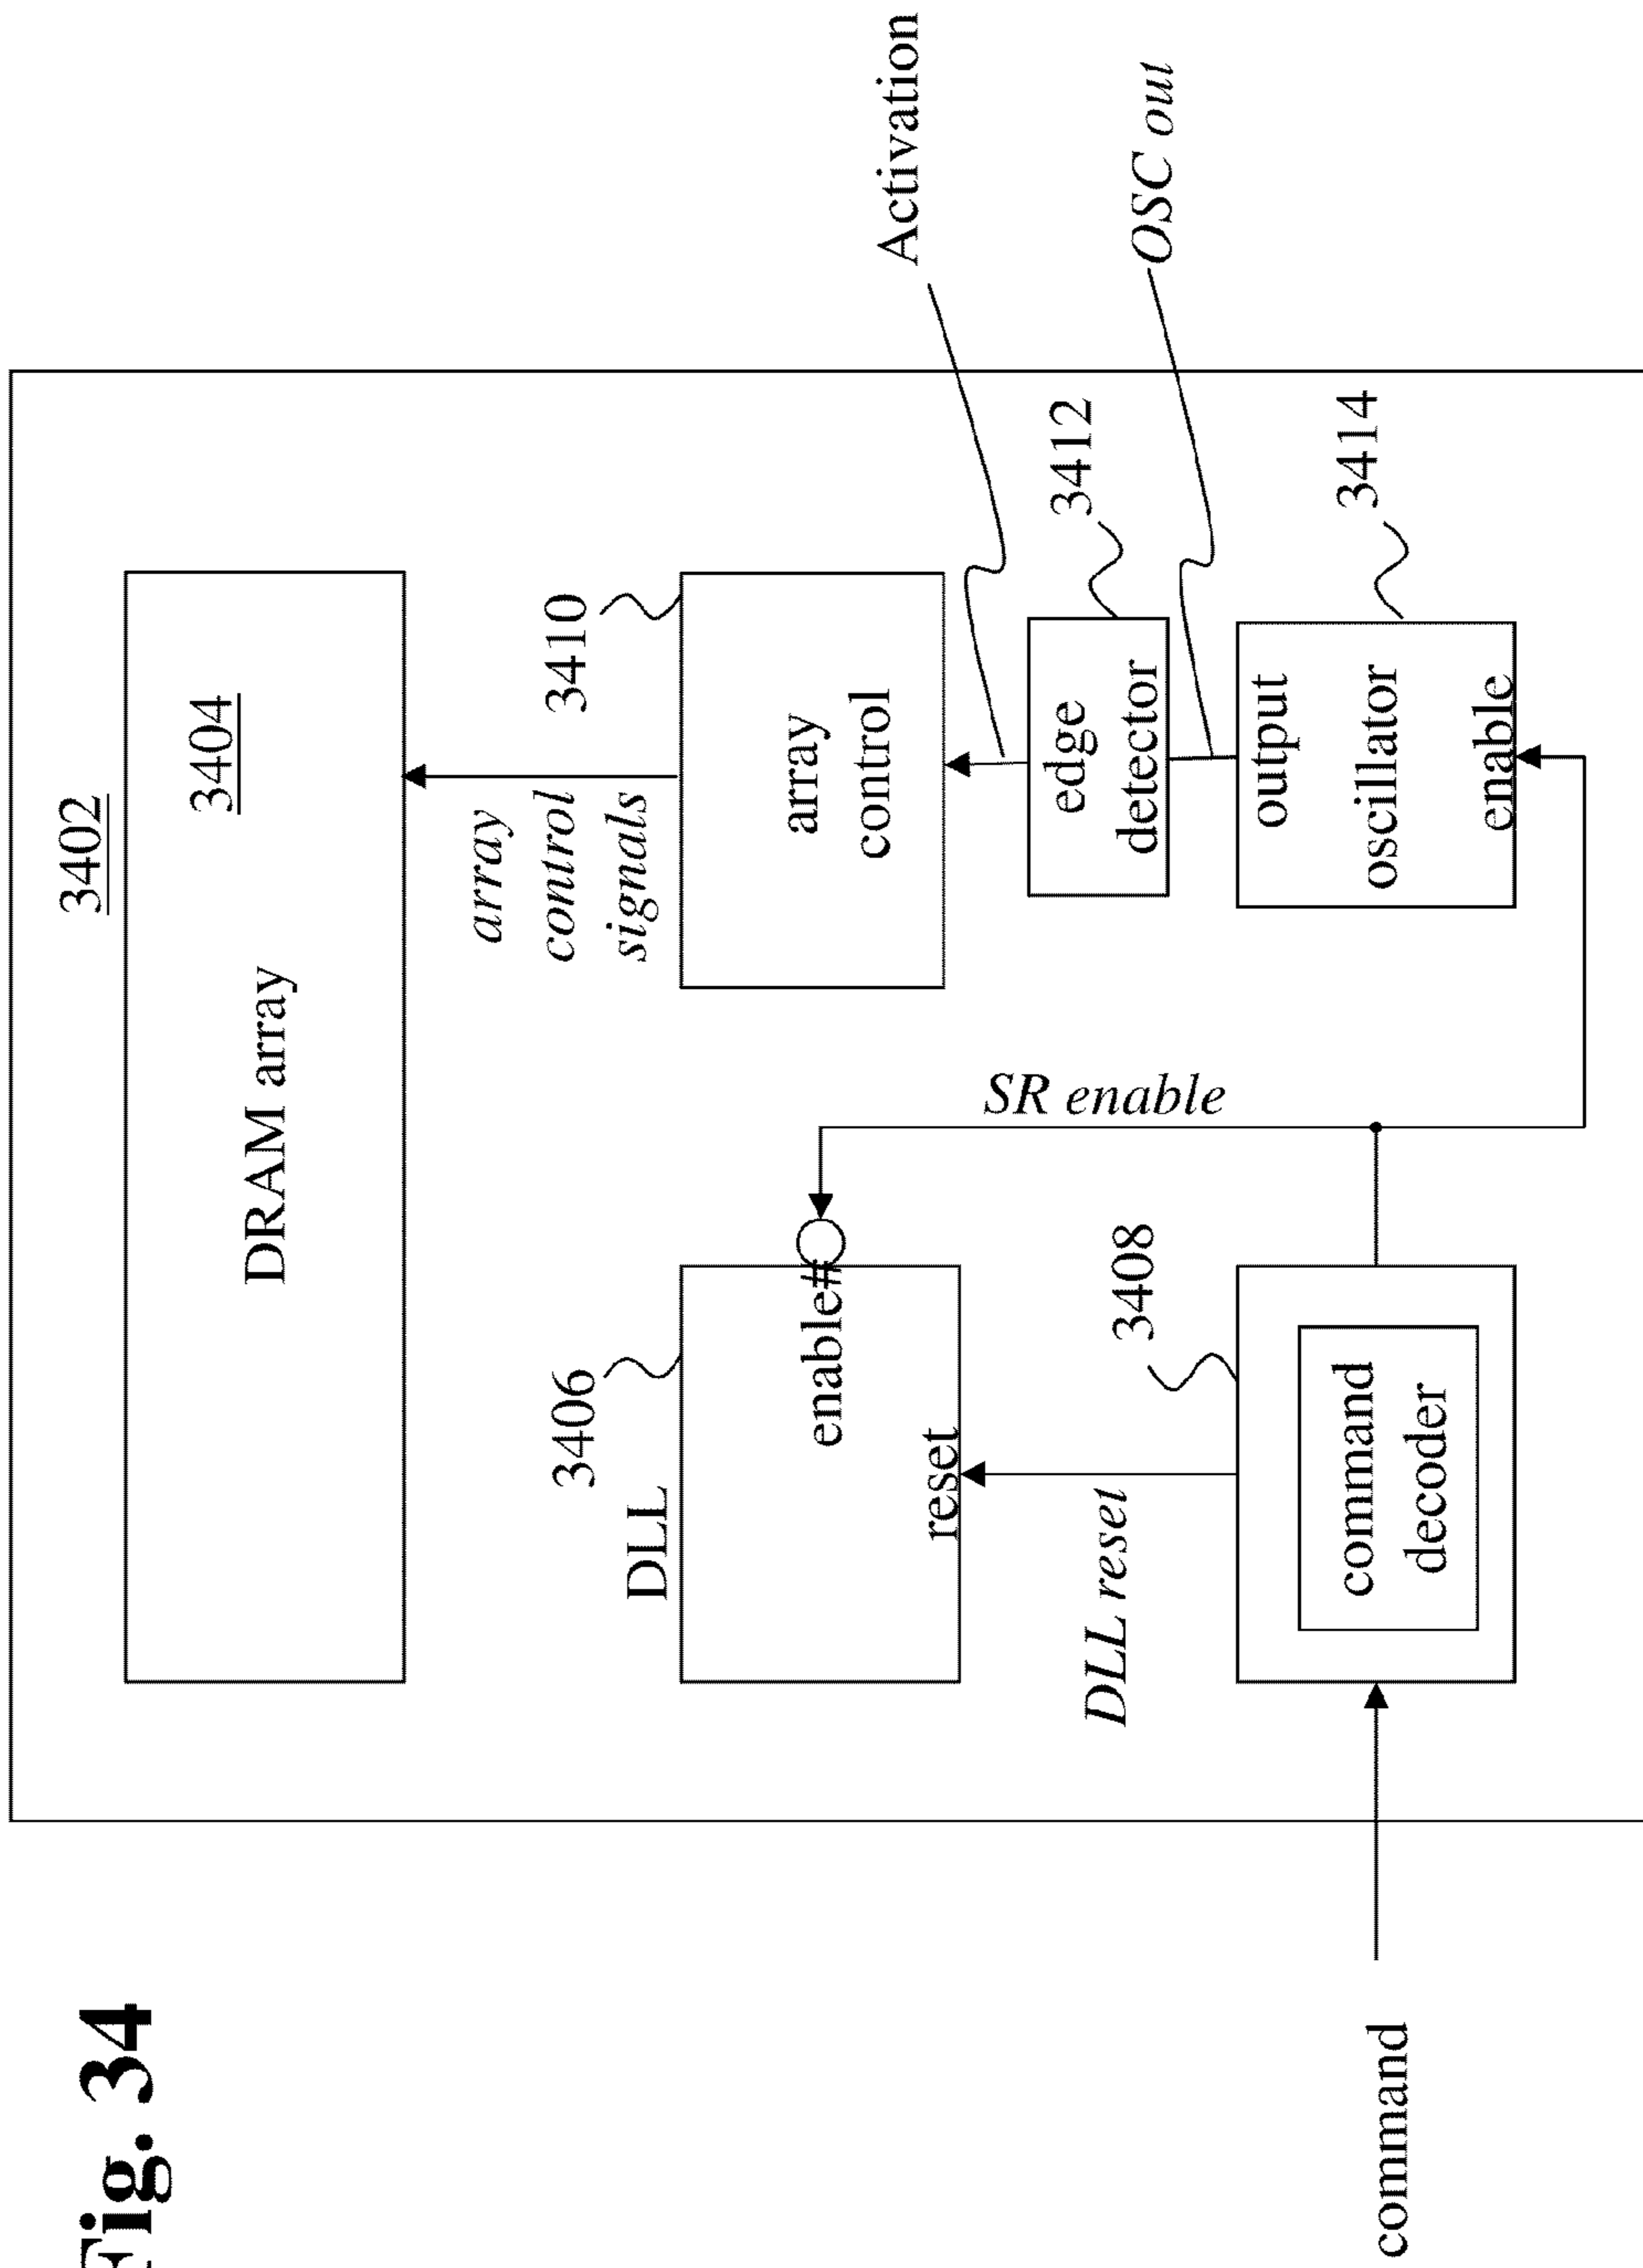 Fig. 34
3402
3404
DRAM array
array
control
signals
3406
DLL
enable#
reset
3410
array
control
SR enable
Activation
DLL reset
3408
edge
detector
3412
OSC out
command
command
decoder
output
oscillator
enable
3414